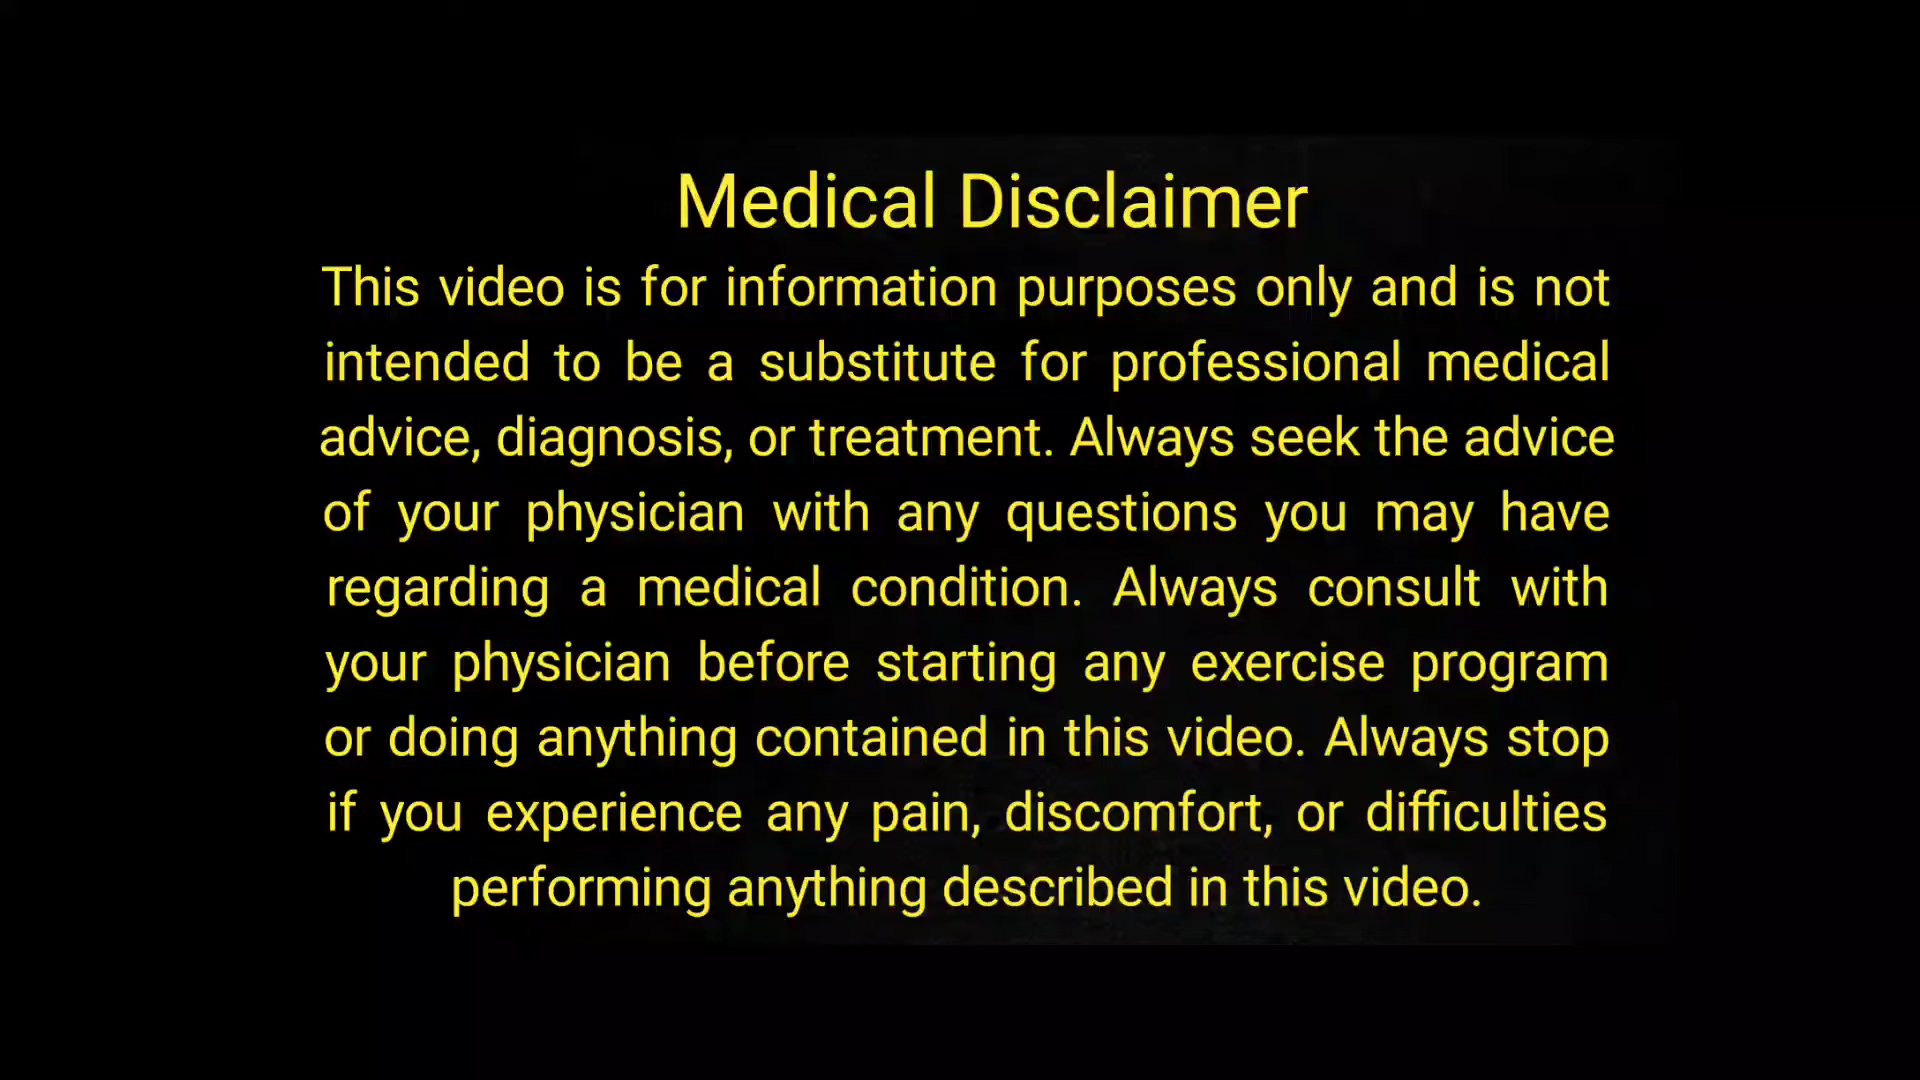 Medical Disclaimer
This video is for information purposes only and is not
intended to be a substitute for professional medical
advice, diagnosis, or treatment. Always seek the advice
of your physician with any questions you may have
regarding a medical condition. Always consult with
your physician before starting any exercise program
or doing anything contained in this video. Always stop
if you experience any pain, discomfort, or difficulties
performing anything described in this video.